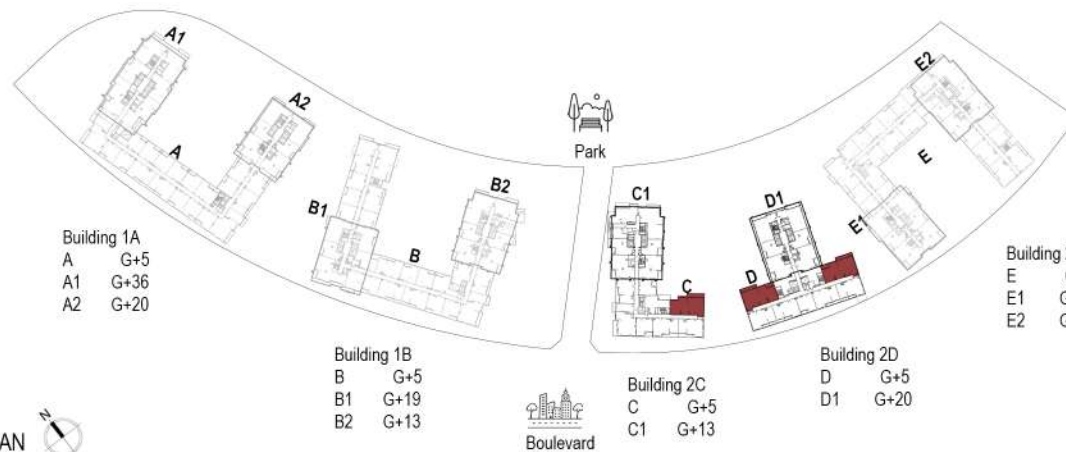 A1
A2
A
B1
B2
B
Park
C1
C
D1
D
E2
E
E1
Building 1A
A G+5
A1 G+36
A2 G+20
Building 1B
B G+5
B1 G+19
B2 G+13
Boulevard
Building 2C
C G+5
C1 G+13
Building 2D
D G+5
D1 G+20
Building
E
E1 G
E2 G
AN
N